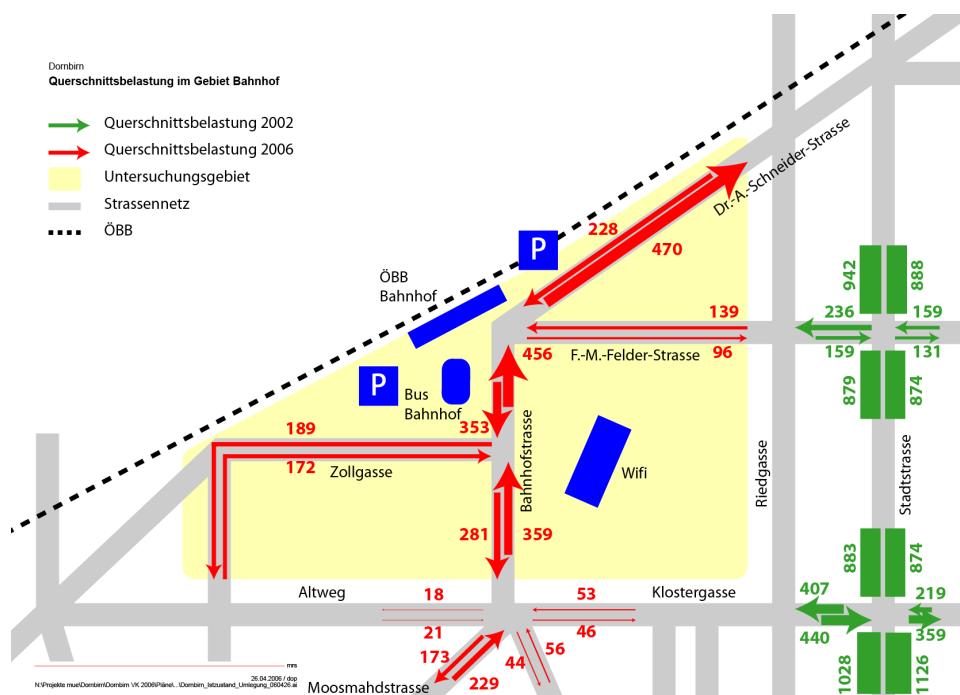 Dornbirn
Querschnittsbelastung im Gebiet Bahnhof
Querschnittsbelastung 2002
Querschnittsbelastung 2006
Untersuchungsgebiet
Strassennetz
ÖBB
Dr.-A.-Schneider-Strasse
228
470
P
ÖBB
Bahnhof
942
888
139
236
159
456
F.-M.-Felder-Strasse
96
159
131
P
Bus
Bahnhof
879
874
353
189
172
Zollgasse
Bahnhofstrasse
Wifi
Riedgasse
Stadtstrasse
281
359
883
874
Altweg
18
53
Klostergasse
407
219
21
46
440
359
173
44
56
229
1028
1126
Moosmahdstrasse
mrs
26.04.2006 / dop